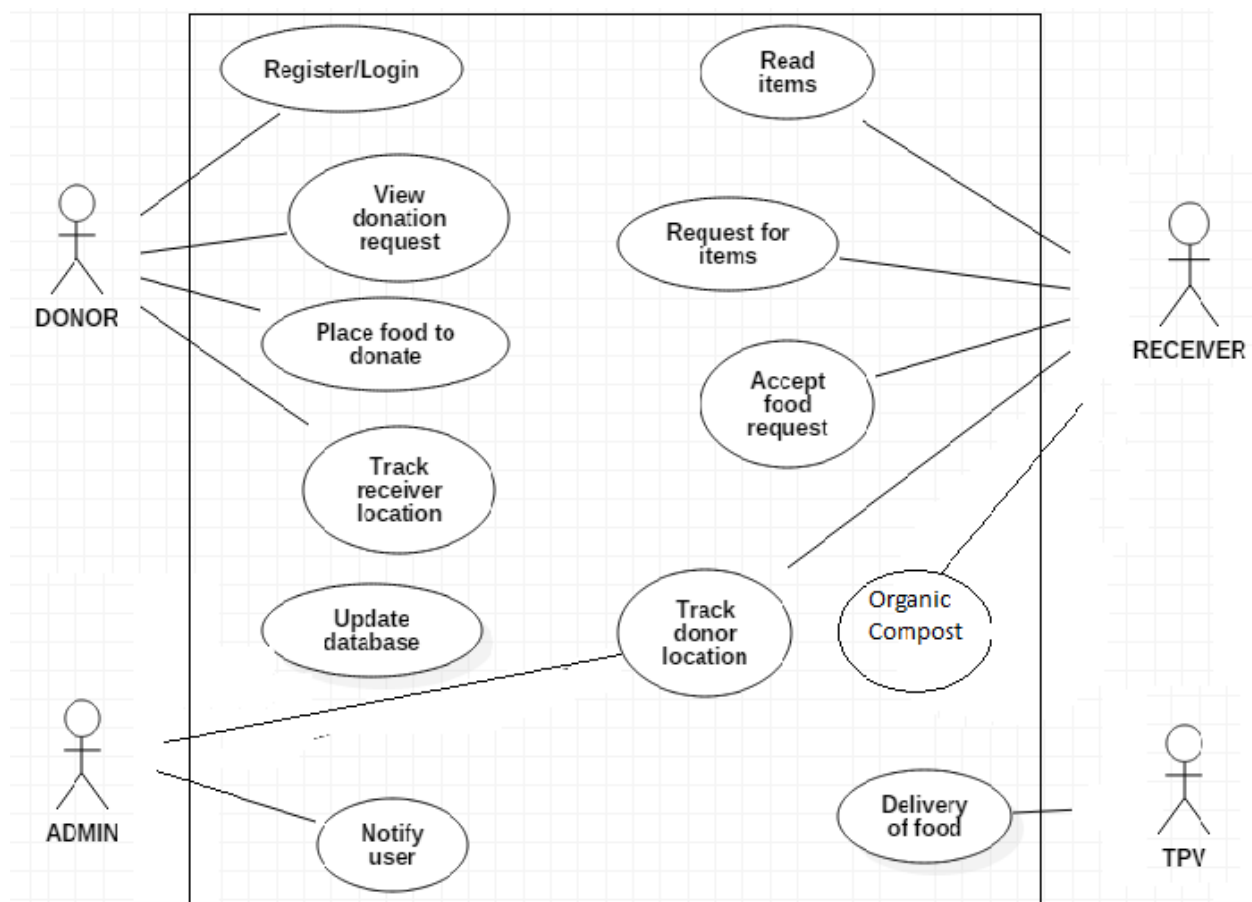 Register/Login
Read
items
View
donation
request
Request for
items
DONOR
Place food to
donate
RECEIVER
Accept
food
request
Track
receiver
location
Update
database
Track
donor
location
Organic
Compost
ADMIN
Notify
user
Delivery
of food
TPV